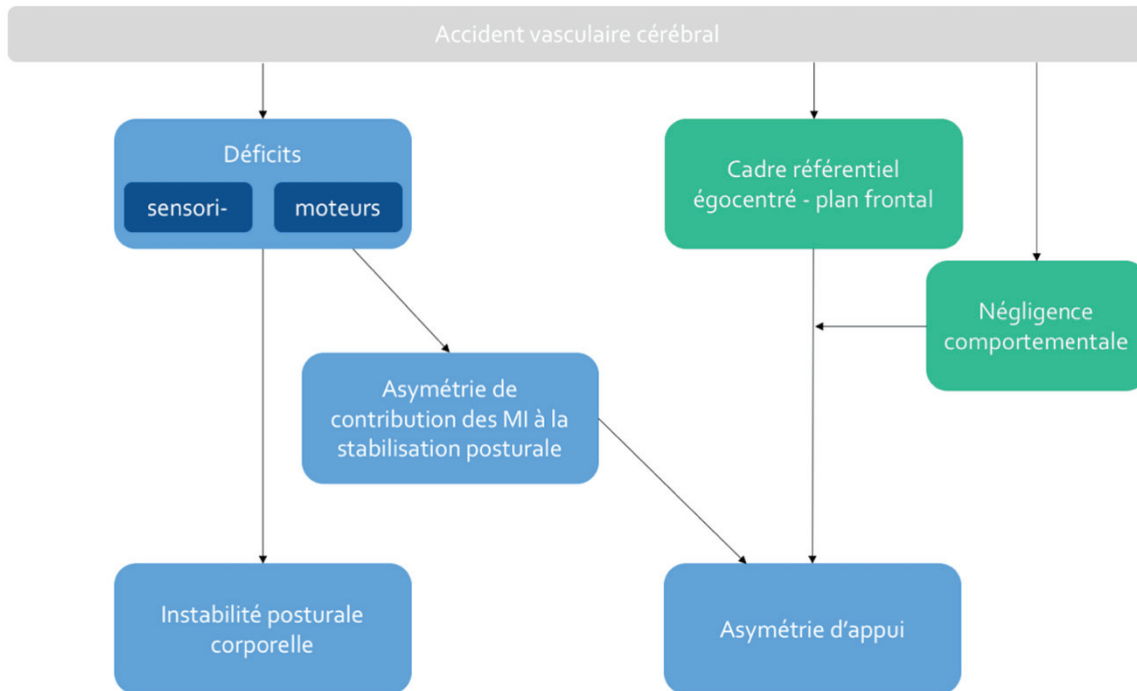 Accident vasculaire cérébral
Déficits
sensori-
moteurs
Cadre référentiel
égocentré - plan frontal
Négligence
comportementale
Asymétrie de
contribution des MI à la
stabilisation posturale
Instabilité posturale
corporelle
Asymétrie d’appui